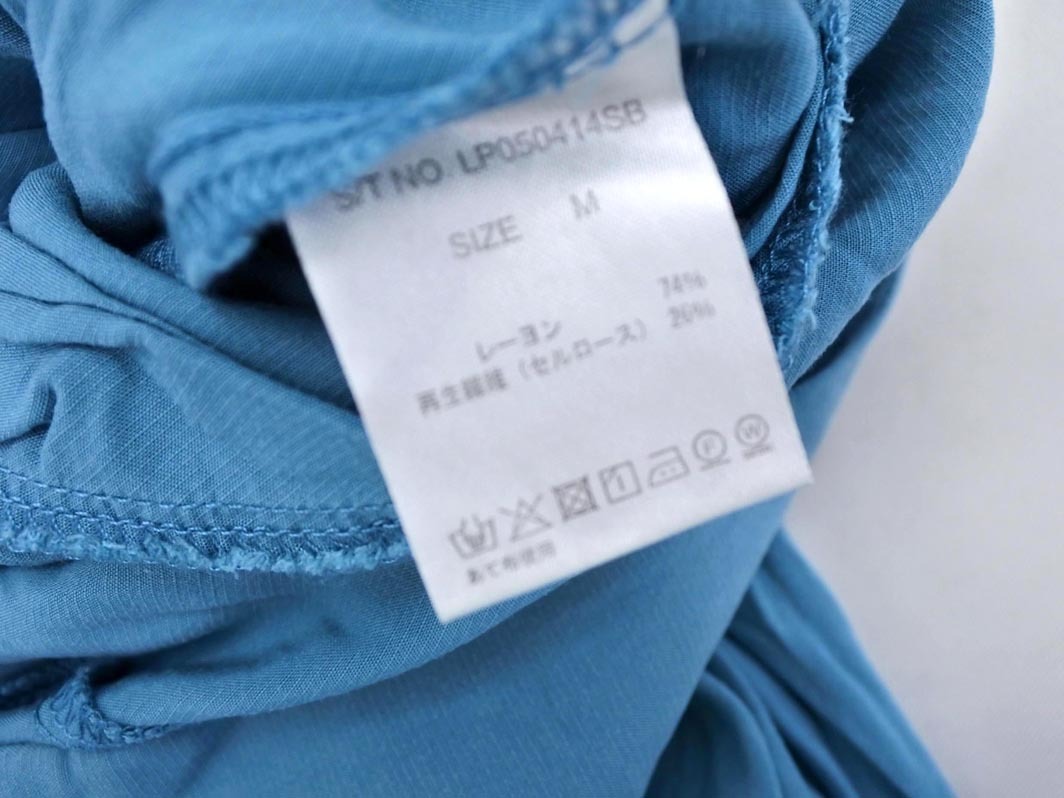 S/T NO LP050414SB
SIZE M
レーヨン 74%
再生繊維（セルロース） 26%
F W
あて布使用